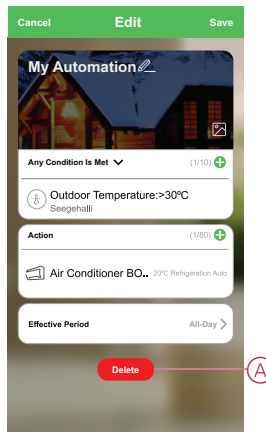 Cancel Edit Save
My Automation
Any Condition Is Met (1/10)
Outdoor Temperature:>30ºC
Seegehalli
Action (1/80)
Air Conditioner BO.. 20ºC Refrigeration Auto
Effective Period All-Day
Delete
A